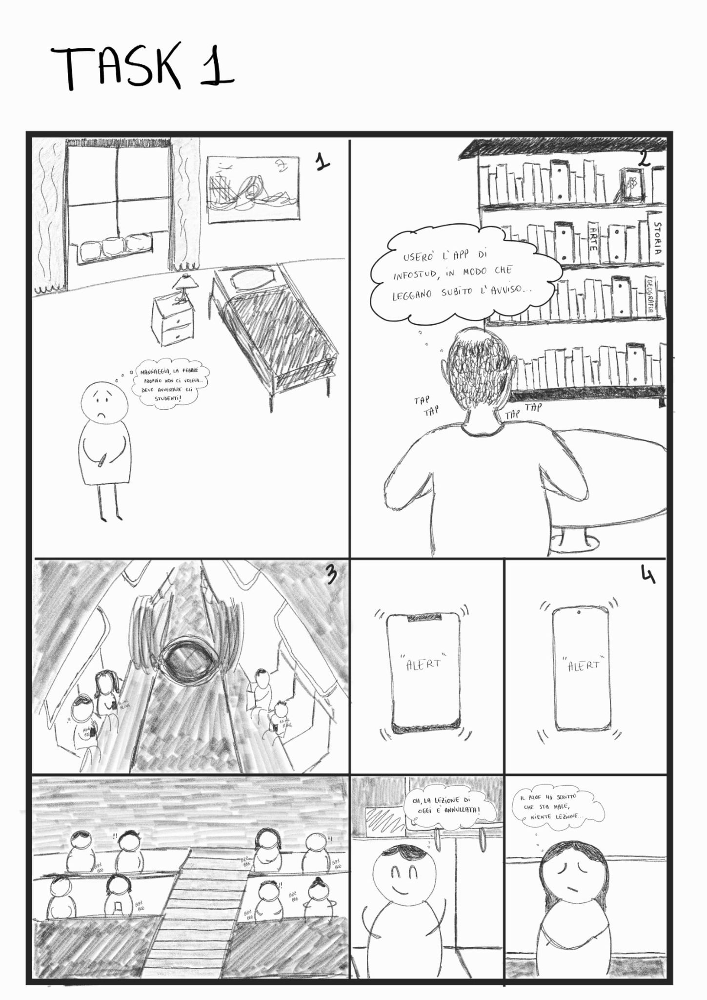 TASK 1
1
MANNAGGIA, LA FEBBRE
PROPRIO NON CI VOLEVA...
DEVO AVVERTIRE GLI
STUDENTI!
2
STORIA
ARTE
GEOGRAFIA
USERO' L'APP DI
INFOSTUD, IN MODO CHE
LEGGANO SUBITO L'AVVISO...
TAP
TAP
TAP
TAP
3
BLING
BLING
!!
RING
BZZ
BLING
RING
4
"ALERT"
"ALERT"
!!
!!
BZZ
BZZ
BZZ
BZZ
BZZ
BZZ
!!
BZZ
BZZ
BZZ
BZZ
BZZ
BZZ
OH, LA LEZIONE DI
OGGI E' ANNULLATA!
IL PROF HA SCRITTO
CHE STA MALE,
NIENTE LEZIONE...